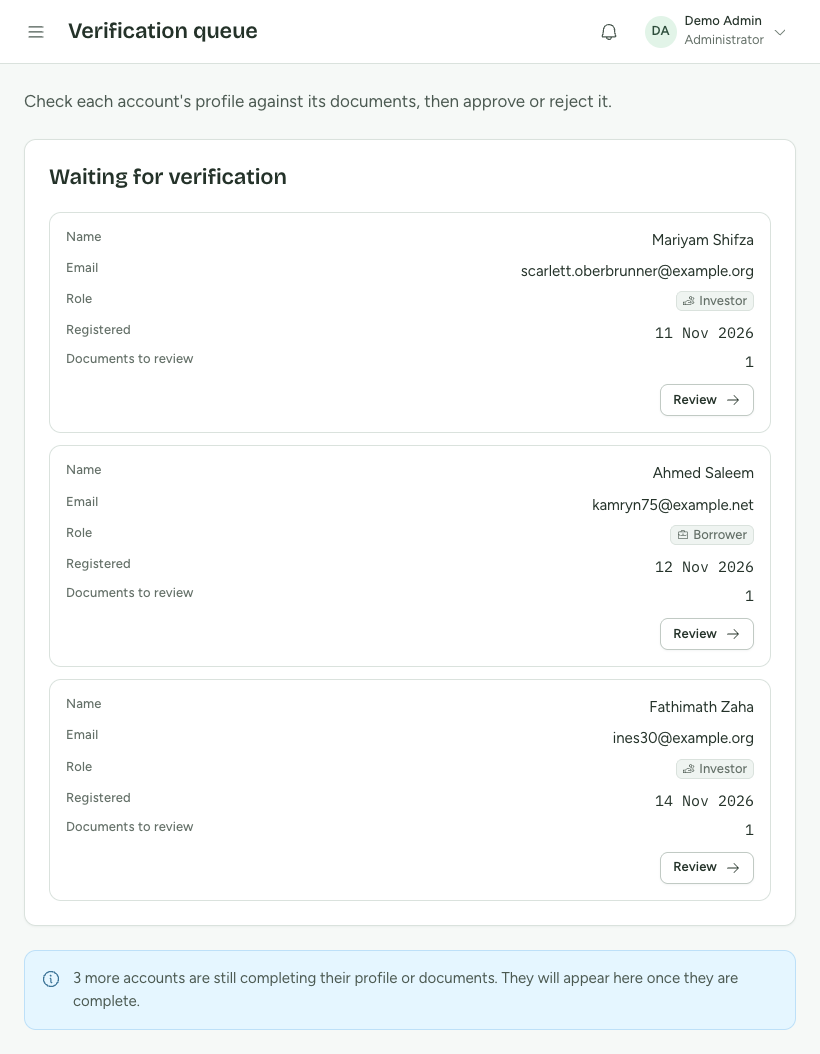 Verification queue
DA
Demo Admin
Administrator
Check each account's profile against its documents, then approve or reject it.
Waiting for verification
Name Mariyam Shifza
Email scarlett.oberbrunner@example.org
Role Investor
Registered 11 Nov 2026
Documents to review 1
Review
Name Ahmed Saleem
Email kamryn75@example.net
Role Borrower
Registered 12 Nov 2026
Documents to review 1
Review
Name Fathimath Zaha
Email ines30@example.org
Role Investor
Registered 14 Nov 2026
Documents to review 1
Review
3 more accounts are still completing their profile or documents. They will appear here once they are
complete.